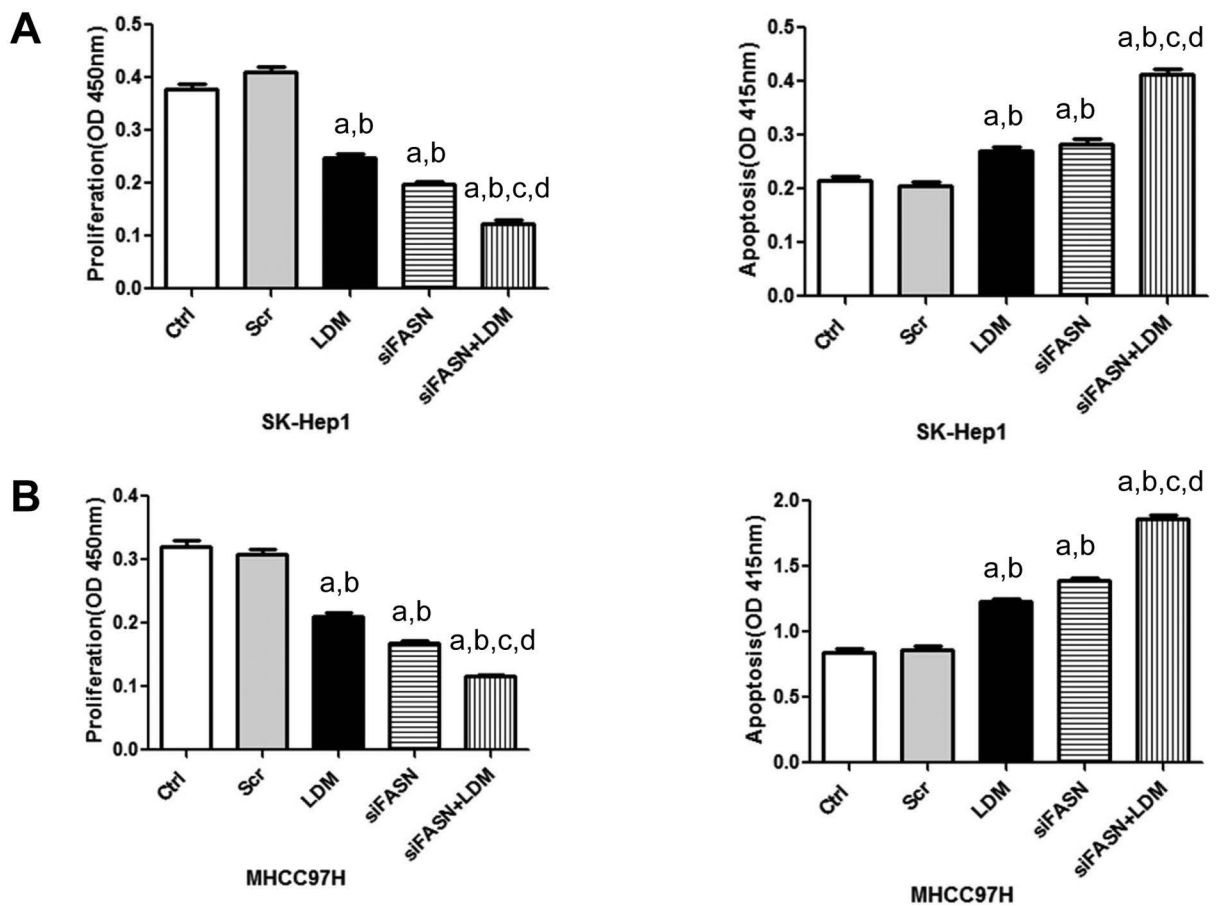 A
Proliferation(OD 450nm)
0.5
0.4
0.3
0.2
0.1
0.0
a,b
a,b
a,b,c,d
Ctrl
Scr
LDM
siFASN
siFASN+LDM
SK-Hep1
Apoptosis(OD 415nm)
0.5
0.4
0.3
0.2
0.1
0.0
a,b
a,b
a,b,c,d
Ctrl
Scr
LDM
siFASN
siFASN+LDM
SK-Hep1
B
Proliferation(OD 450nm)
0.4
0.3
0.2
0.1
0.0
a,b
a,b
a,b,c,d
Ctrl
Scr
LDM
siFASN
siFASN+LDM
MHCC97H
Apoptosis(OD 415nm)
2.0
1.5
1.0
0.5
0.0
a,b
a,b
a,b,c,d
Ctrl
Scr
LDM
siFASN
siFASN+LDM
MHCC97H